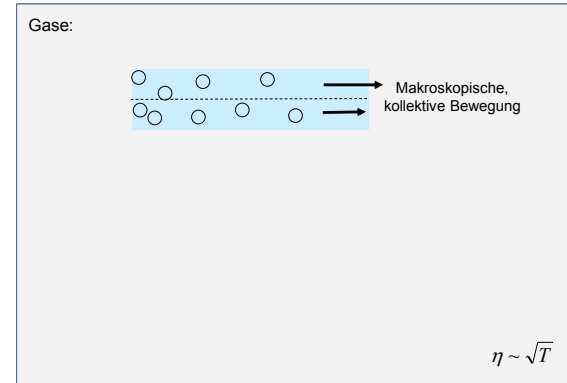 Gase:
Makroskopische,
kollektive Bewegung
η ~ √T